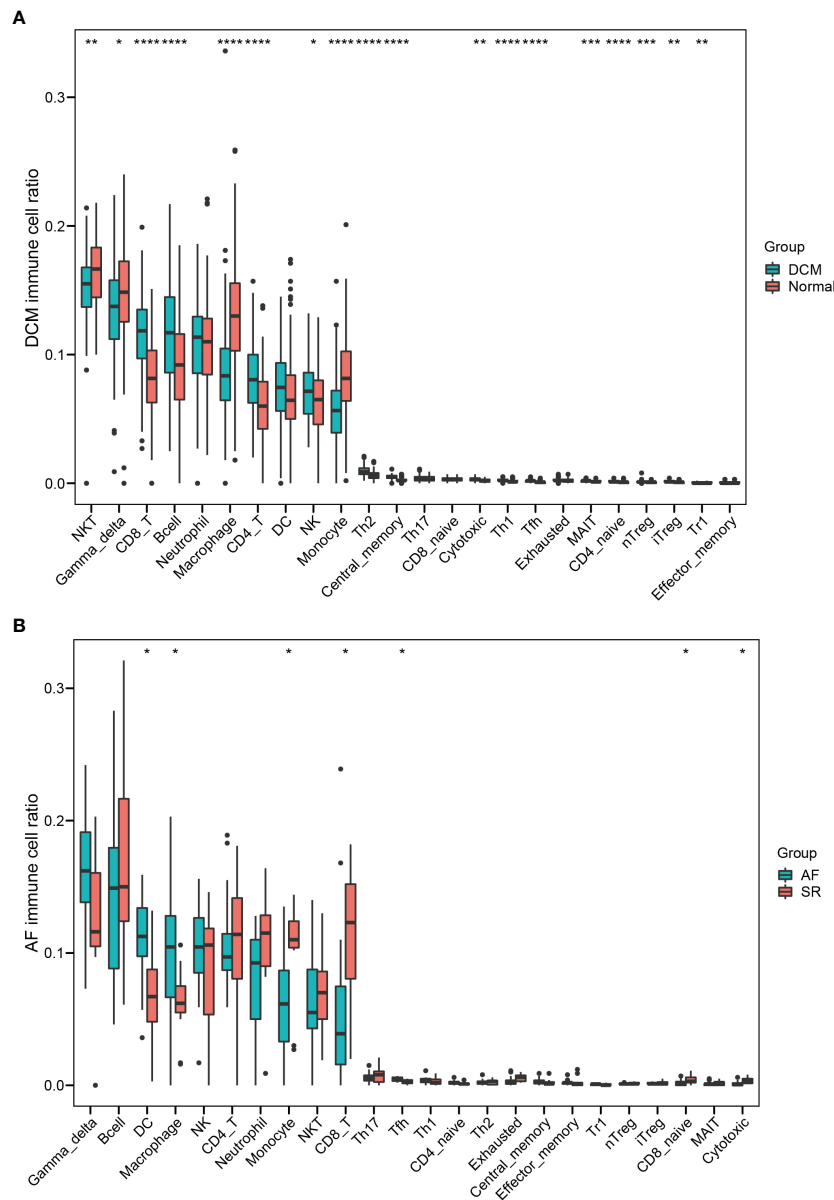 A
** * **** **** **** **** * **** **** **** ** **** **** *** **** *** ** **
DCM immune cell ratio
0.3
0.2
0.1
0.0
Group
DCM
Normal
NKT
Gamma_delta
CD8_T
Bcell
Neutrophil
Macrophage
CD4_T
DC
NK
Monocyte
Th2
Central_memory
Th17
CD8_naive
Cytotoxic
Th1
Tfh
Exhausted
MAIT
CD4_naive
nTreg
iTreg
Tr1
Effector_memory
B
* * * * * * *
AF immune cell ratio
0.3
0.2
0.1
0.0
Group
AF
SR
Gamma_delta
Bcell
DC
Macrophage
NK
CD4_T
Neutrophil
Monocyte
NKT
CD8_T
Th17
Tfh
Th1
CD4_naive
Th2
Exhausted
Central_memory
Effector_memory
Tr1
nTreg
iTreg
CD8_naive
MAIT
Cytotoxic